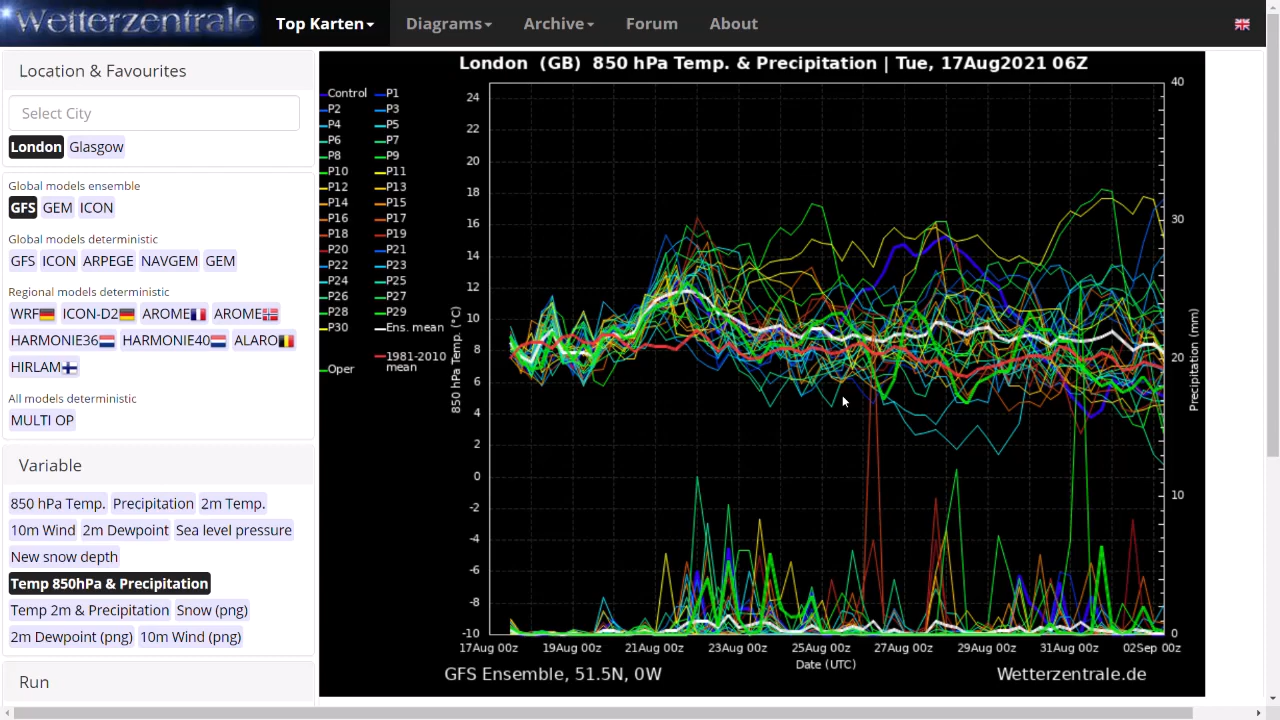 Wetterzentrale Top Karten Diagrams Archive Forum About
Location & Favourites
Select City
London Glasgow
Global models ensemble
GFS GEM ICON
Global models deterministic
GFS ICON ARPEGE NAVGEM GEM
Regional models deterministic
WRF ICON-D2 AROME AROME
HARMONIE36 HARMONIE40 ALARO
HIRLAM
All models deterministic
MULTI OP
Variable
850 hPa Temp. Precipitation 2m Temp.
10m Wind 2m Dewpoint Sea level pressure
New snow depth
Temp 850hPa & Precipitation
Temp 2m & Precipitation Snow (png)
2m Dewpoint (png) 10m Wind (png)
Run
London (GB) 850 hPa Temp. & Precipitation | Tue, 17Aug2021 06Z
Control P1
P2 P3
P4 P5
P6 P7
P8 P9
P10 P11
P12 P13
P14 P15
P16 P17
P18 P19
P20 P21
P22 P23
P24 P25
P26 P27
P28 P29
P30 Ens. mean
1981-2010
mean
Oper
850 hPa Temp. (°C)
24
22
20
18
16
14
12
10
8
6
4
2
0
-2
-4
-6
-8
-10
40
30
20
10
0
Precipitation (mm)
17Aug 00z 19Aug 00z 21Aug 00z 23Aug 00z 25Aug 00z 27Aug 00z 29Aug 00z 31Aug 00z 02Sep 00z
Date (UTC)
GFS Ensemble, 51.5N, 0W Wetterzentrale.de